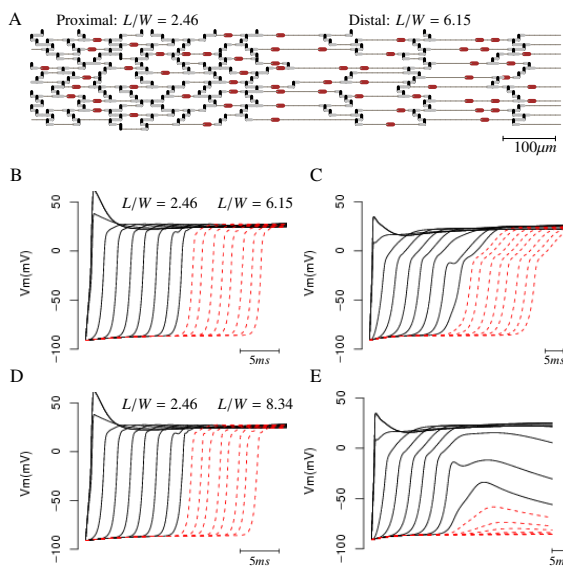 A Proximal: L/W = 2.46 Distal: L/W = 6.15
100μm
B C
L/W = 2.46 L/W = 6.15
Vm(mV)
50
0
−50
−100
5ms
Vm(mV)
50
0
−50
−100
5ms
D E
L/W = 2.46 L/W = 8.34
Vm(mV)
50
0
−50
−100
5ms
Vm(mV)
50
0
−50
−100
5ms